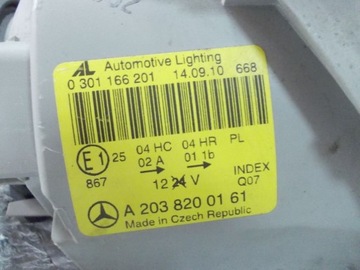 AL Automotive Lighting
0 301 166 201 14.09.10 668
E1 25 04 HC 04 HR PL
02 A 01 1b
867 INDEX
12 24 V Q07
A 203 820 01 61
Made in Czech Republic